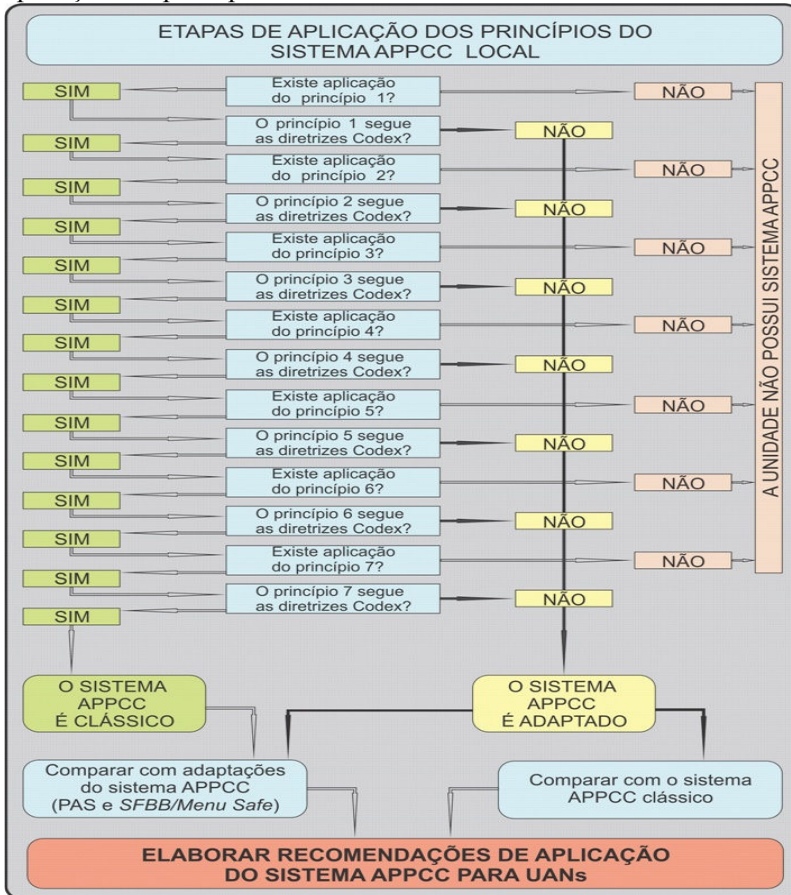 ETAPAS DE APLICAÇÃO DOS PRINCÍPIOS DO
SISTEMA APPCC LOCAL
SIM
Existe aplicação
do princípio 1?
NÃO
SIM
O princípio 1 segue
as diretrizes Codex?
NÃO
SIM
Existe aplicação
do princípio 2?
NÃO
SIM
O princípio 2 segue
as diretrizes Codex?
NÃO
SIM
Existe aplicação
do princípio 3?
NÃO
SIM
O princípio 3 segue
as diretrizes Codex?
NÃO
SIM
Existe aplicação
do princípio 4?
NÃO
SIM
O princípio 4 segue
as diretrizes Codex?
NÃO
SIM
Existe aplicação
do princípio 5?
NÃO
SIM
O princípio 5 segue
as diretrizes Codex?
NÃO
SIM
Existe aplicação
do princípio 6?
NÃO
SIM
O princípio 6 segue
as diretrizes Codex?
NÃO
SIM
Existe aplicação
do princípio 7?
NÃO
SIM
O princípio 7 segue
as diretrizes Codex?
NÃO
A UNIDADE NÃO POSSUI SISTEMA APPCC
O SISTEMA
APPCC
É CLÁSSICO
O SISTEMA
APPCC
É ADAPTADO
Comparar com adaptações
do sistema APPCC
(PAS e SFBB/Menu Safe)
Comparar com o sistema
APPCC clássico
ELABORAR RECOMENDAÇÕES DE APLICAÇÃO
DO SISTEMA APPCC PARA UANs